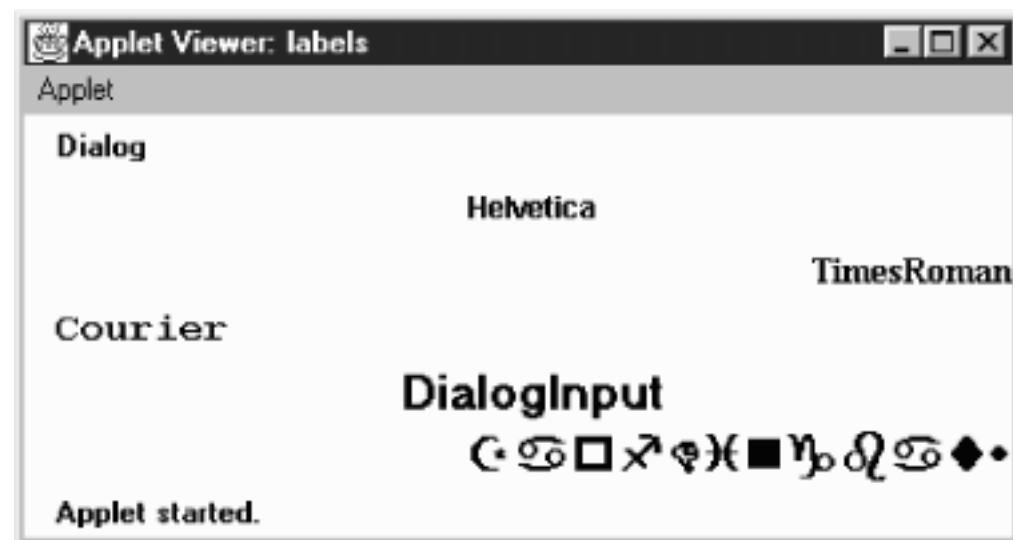 Applet Viewer: labels
Applet
Dialog
Helvetica
TimesRoman
Courier
DialogInput
☪♋□♐🌹♓■♑♌♋◆•
Applet started.